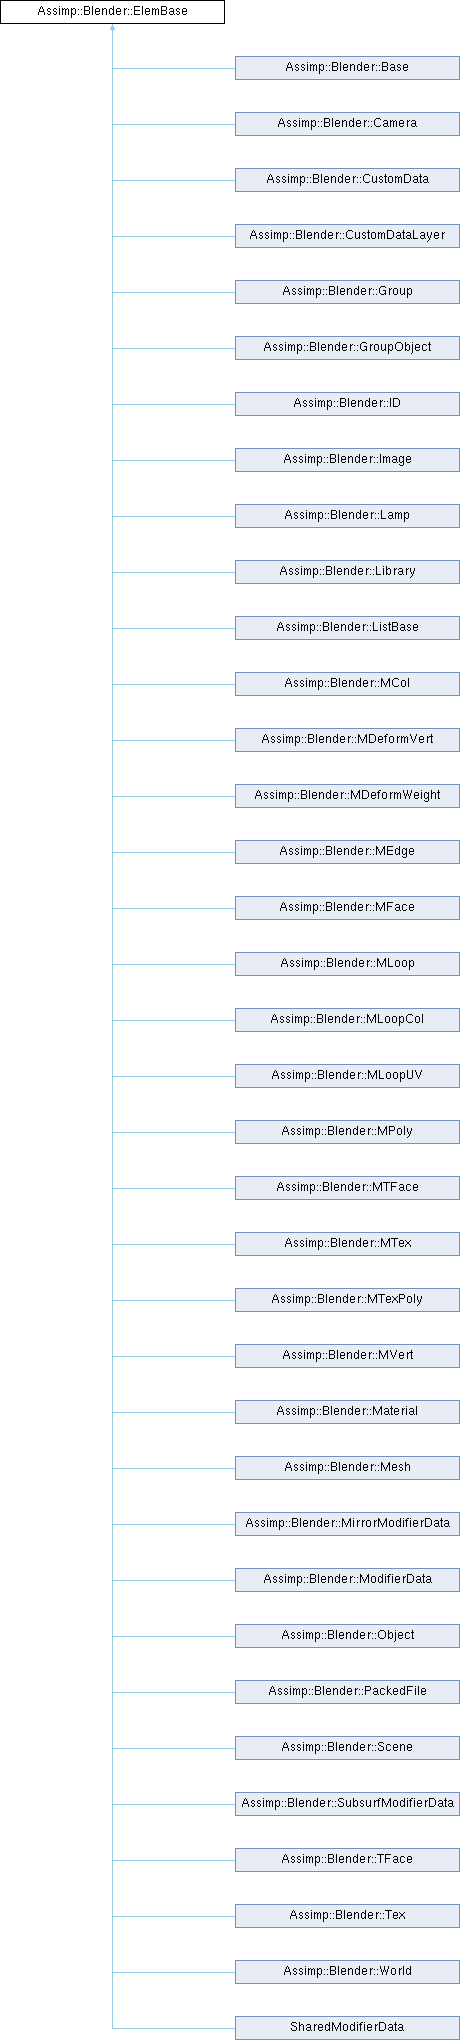 Assimp::Blender::ElemBase
Assimp::Blender::Base
Assimp::Blender::Camera
Assimp::Blender::CustomData
Assimp::Blender::CustomDataLayer
Assimp::Blender::Group
Assimp::Blender::GroupObject
Assimp::Blender::ID
Assimp::Blender::Image
Assimp::Blender::Lamp
Assimp::Blender::Library
Assimp::Blender::ListBase
Assimp::Blender::MCol
Assimp::Blender::MDeformVert
Assimp::Blender::MDeformWeight
Assimp::Blender::MEdge
Assimp::Blender::MFace
Assimp::Blender::MLoop
Assimp::Blender::MLoopCol
Assimp::Blender::MLoopUV
Assimp::Blender::MPoly
Assimp::Blender::MTFace
Assimp::Blender::MTex
Assimp::Blender::MTexPoly
Assimp::Blender::MVert
Assimp::Blender::Material
Assimp::Blender::Mesh
Assimp::Blender::MirrorModifierData
Assimp::Blender::ModifierData
Assimp::Blender::Object
Assimp::Blender::PackedFile
Assimp::Blender::Scene
Assimp::Blender::SubsurfModifierData
Assimp::Blender::TFace
Assimp::Blender::Tex
Assimp::Blender::World
SharedModifierData